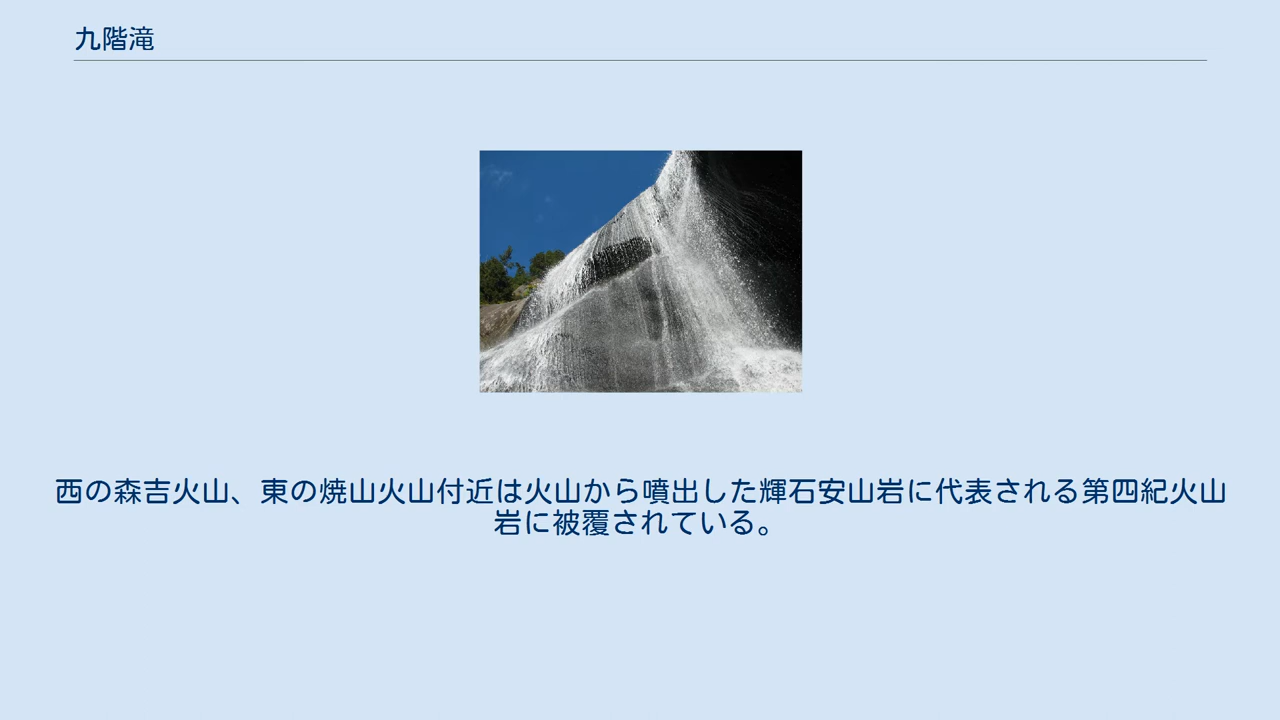 九階滝
西の森吉火山、東の焼山火山付近は火山から噴出した輝石安山岩に代表される第四紀火山
岩に被覆されている。